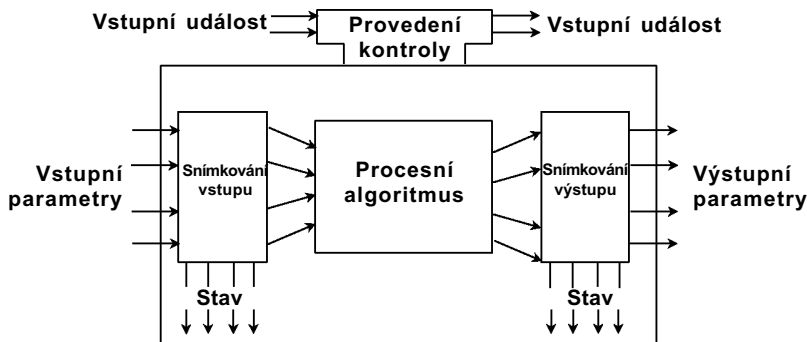 Vstupní událost
Provedení
kontroly
Vstupní událost
Vstupní
parametry
Snímkování
vstupu
Procesní
algoritmus
Snímkování
výstupu
Výstupní
parametry
Stav
Stav